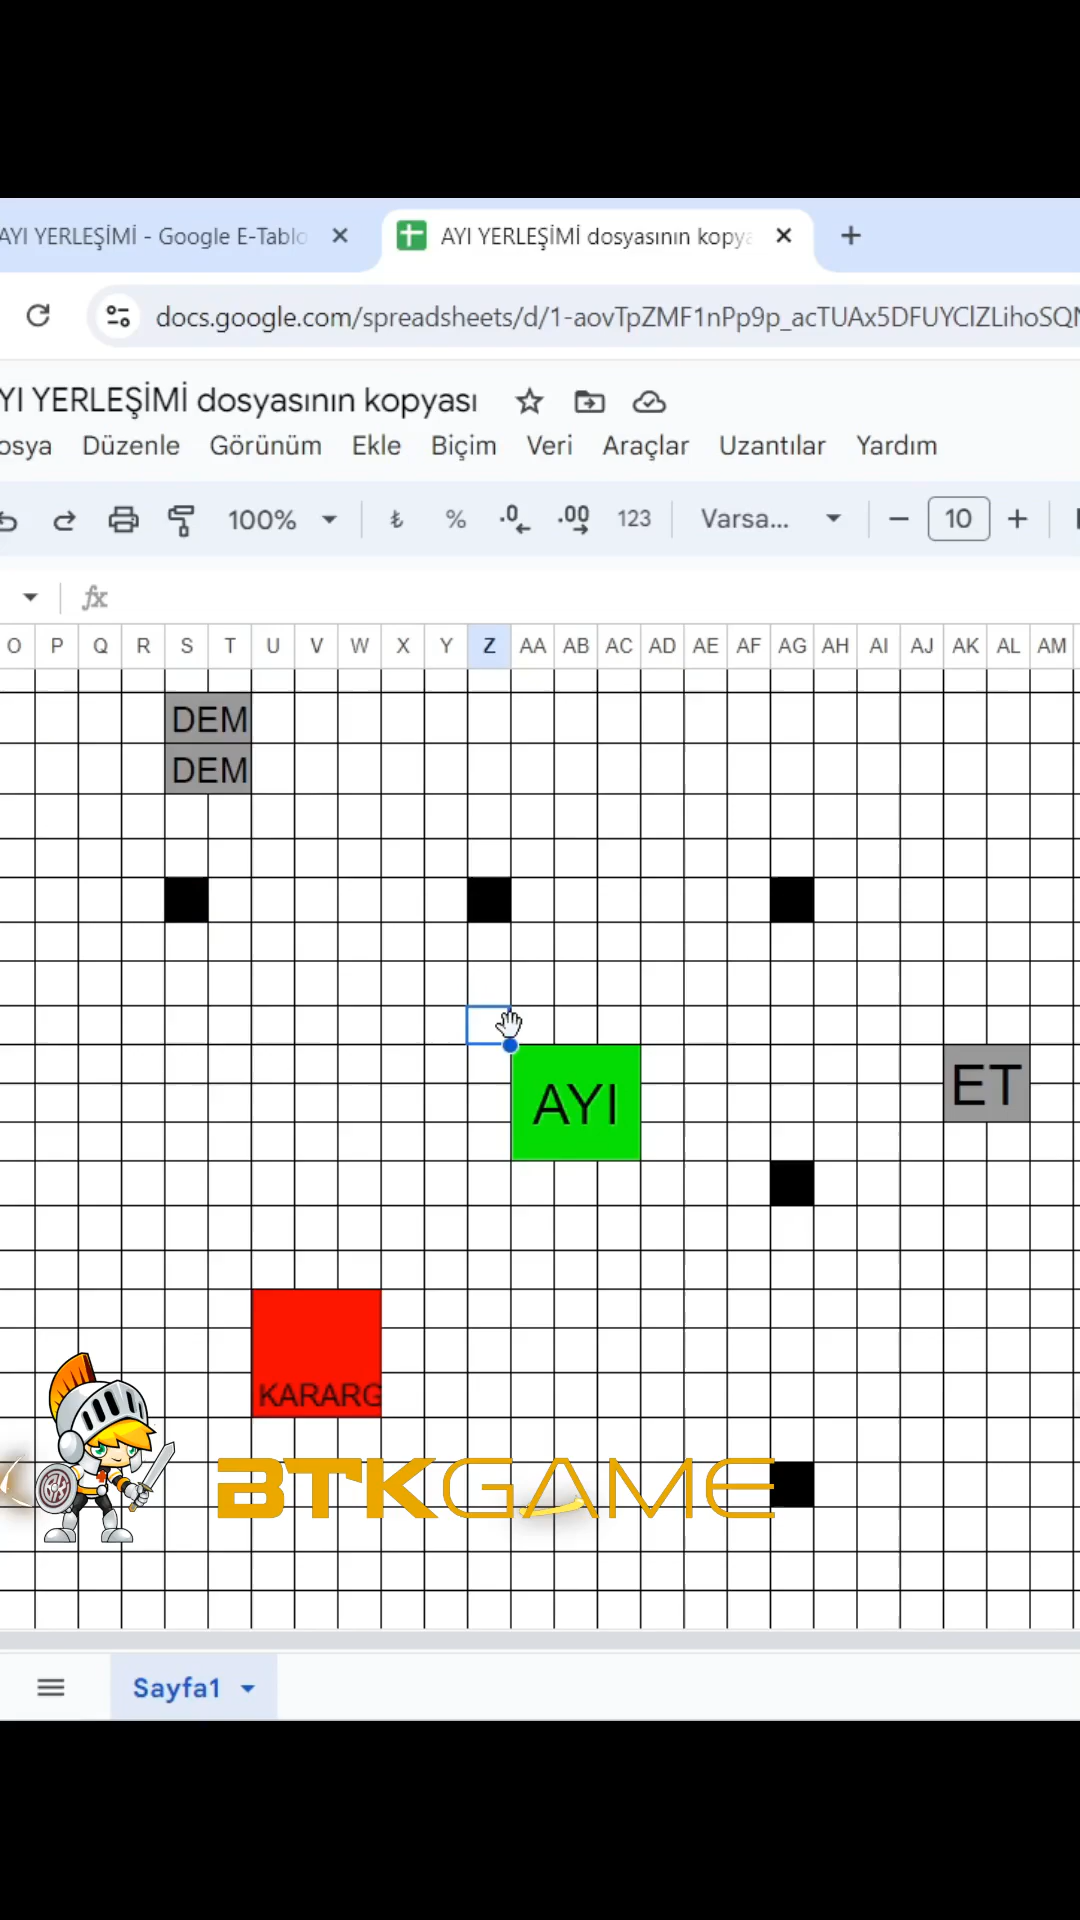 AYI YERLEŞİMİ - Google E-Tablo
AYI YERLEŞİMİ dosyasının kopya
docs.google.com/spreadsheets/d/1-aovTpZMF1nPp9p_acTUAx5DFUYClZLihoSQN
YI YERLEŞİMİ dosyasının kopyası
osya Düzenle Görünüm Ekle Biçim Veri Araçlar Uzantılar Yardım
100% ₺ % .0 .00 123 Varsa... 10
fx
O P Q R S T U V W X Y Z AA AB AC AD AE AF AG AH AI AJ AK AL AM
DEM
DEM
AYI
ET
KARARG
BTKGAME
Sayfa1